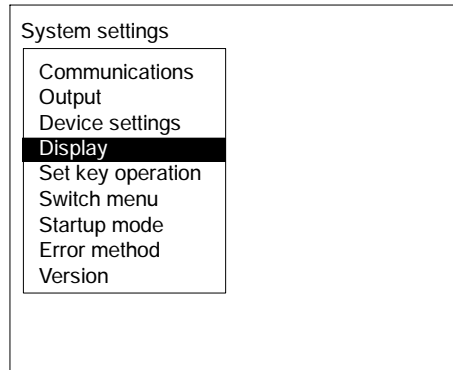 System settings
Communications
Output
Device settings
Display
Set key operation
Switch menu
Startup mode
Error method
Version